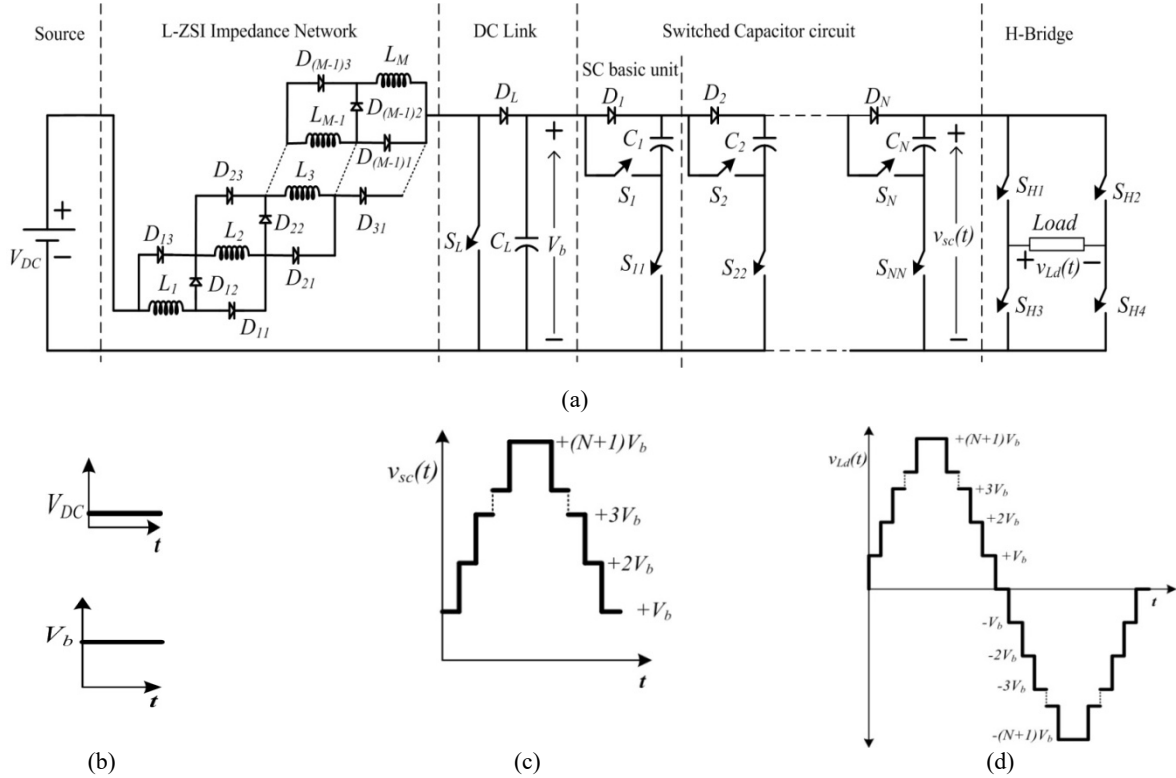 (a)
Source
L-ZSI Impedance Network
DC Link
Switched Capacitor circuit
H-Bridge
SC basic unit
D(M-1)3
LM
D(M-1)2
LM-1
D(M-1)1
DL
D1
D2
DN
C1
C2
CN
S1
S2
SN
D23
L3
D31
D22
D13
L2
D21
L1
D12
D11
+
VDC
−
SL
CL
+
Vb
−
S11
S22
SNN
+
vsc(t)
−
SH1
SH2
Load
+ vLd(t) −
SH3
SH4
(a)
VDC
t
Vb
t
(b)
vsc(t)
+(N+1)Vb
+3Vb
+2Vb
+Vb
t
(c)
vLd(t)
+(N+1)Vb
+3Vb
+2Vb
+Vb
t
-Vb
-2Vb
-3Vb
-(N+1)Vb
(d)